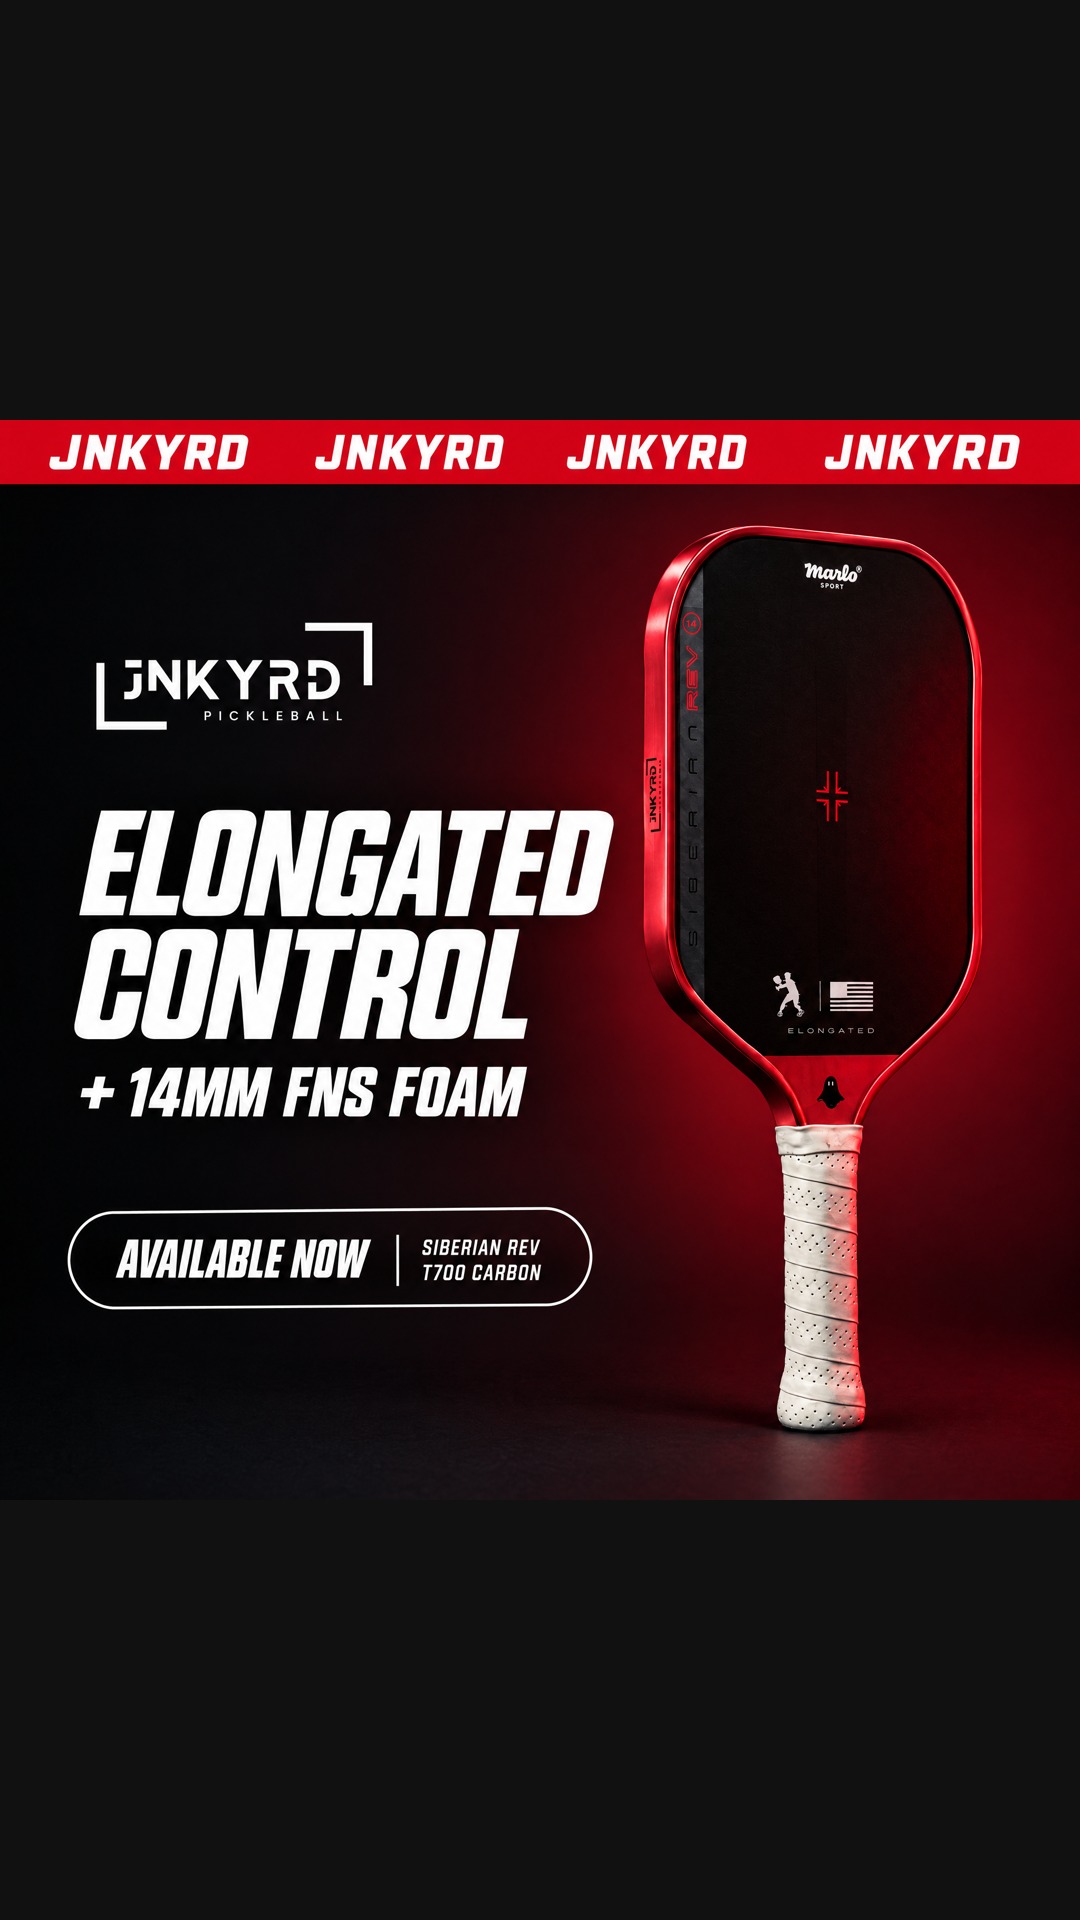 JNKYRD JNKYRD JNKYRD JNKYRD
JNKYRD
PICKLEBALL
ELONGATED
CONTROL
+ 14MM FNS FOAM
AVAILABLE NOW
SIBERIAN REV
T700 CARBON
marlo®
SPORT
SIBERIAN REV 14
JNKYRD
ELONGATED